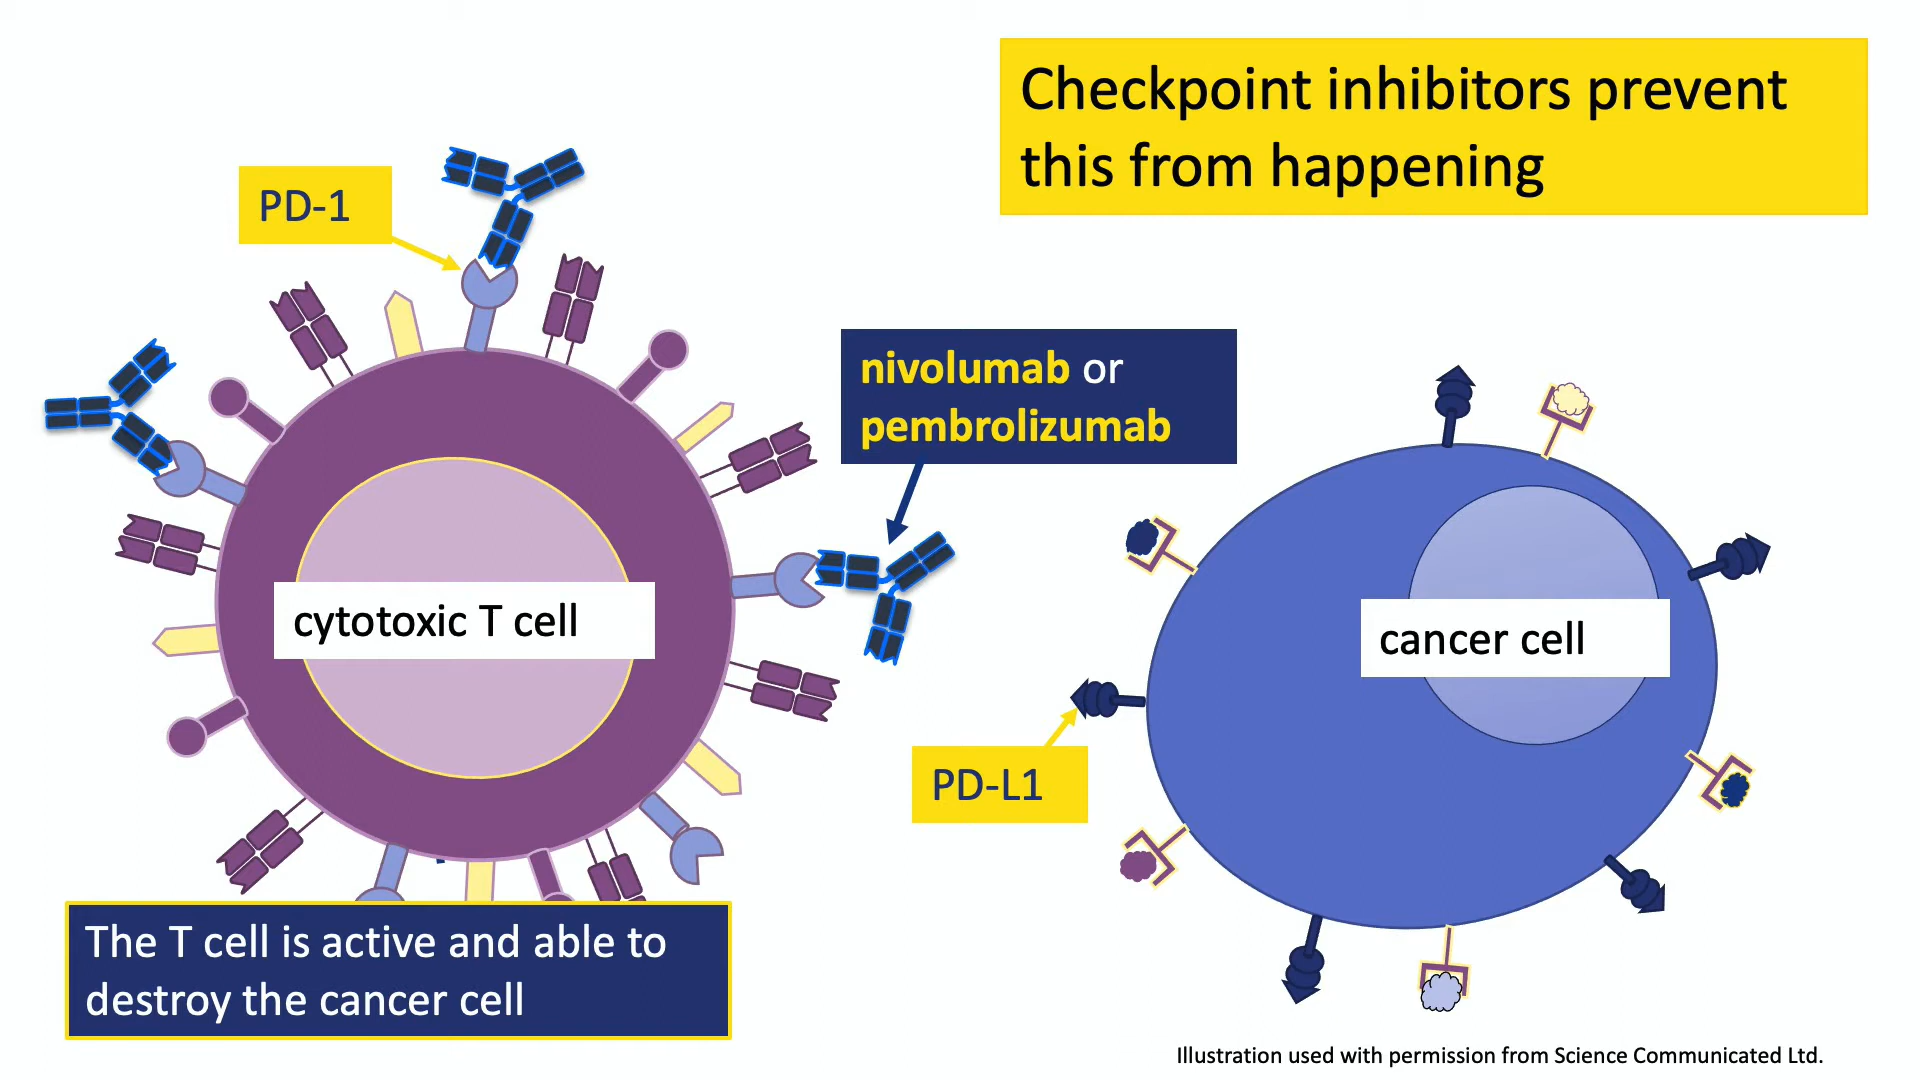 Checkpoint inhibitors prevent
this from happening
PD-1
nivolumab or
pembrolizumab
cytotoxic T cell
cancer cell
PD-L1
The T cell is active and able to
destroy the cancer cell
Illustration used with permission from Science Communicated Ltd.